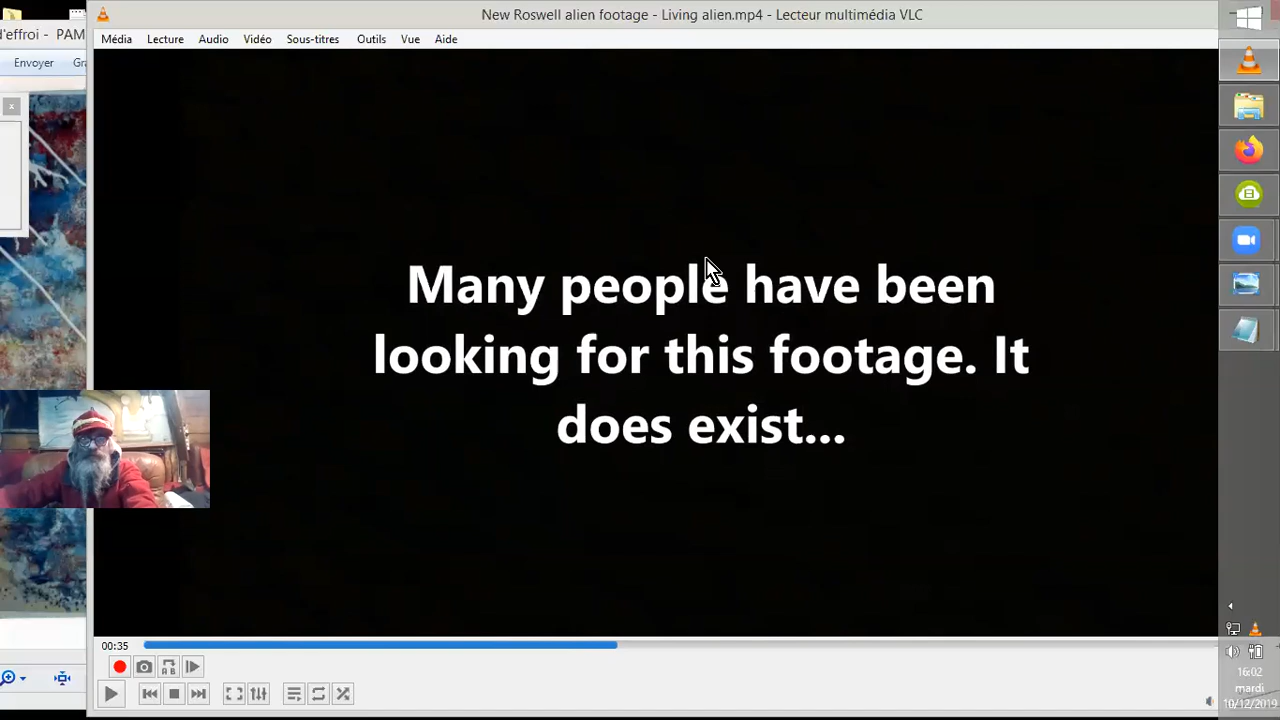 New Roswell alien footage - Living alien.mp4 - Lecteur multimédia VLC
d'effroi - PAM
Média Lecture Audio Vidéo Sous-titres Outils Vue Aide
Envoyer
Many people have been
looking for this footage. It
does exist...
00:35
16:02
mardi
10/12/2019